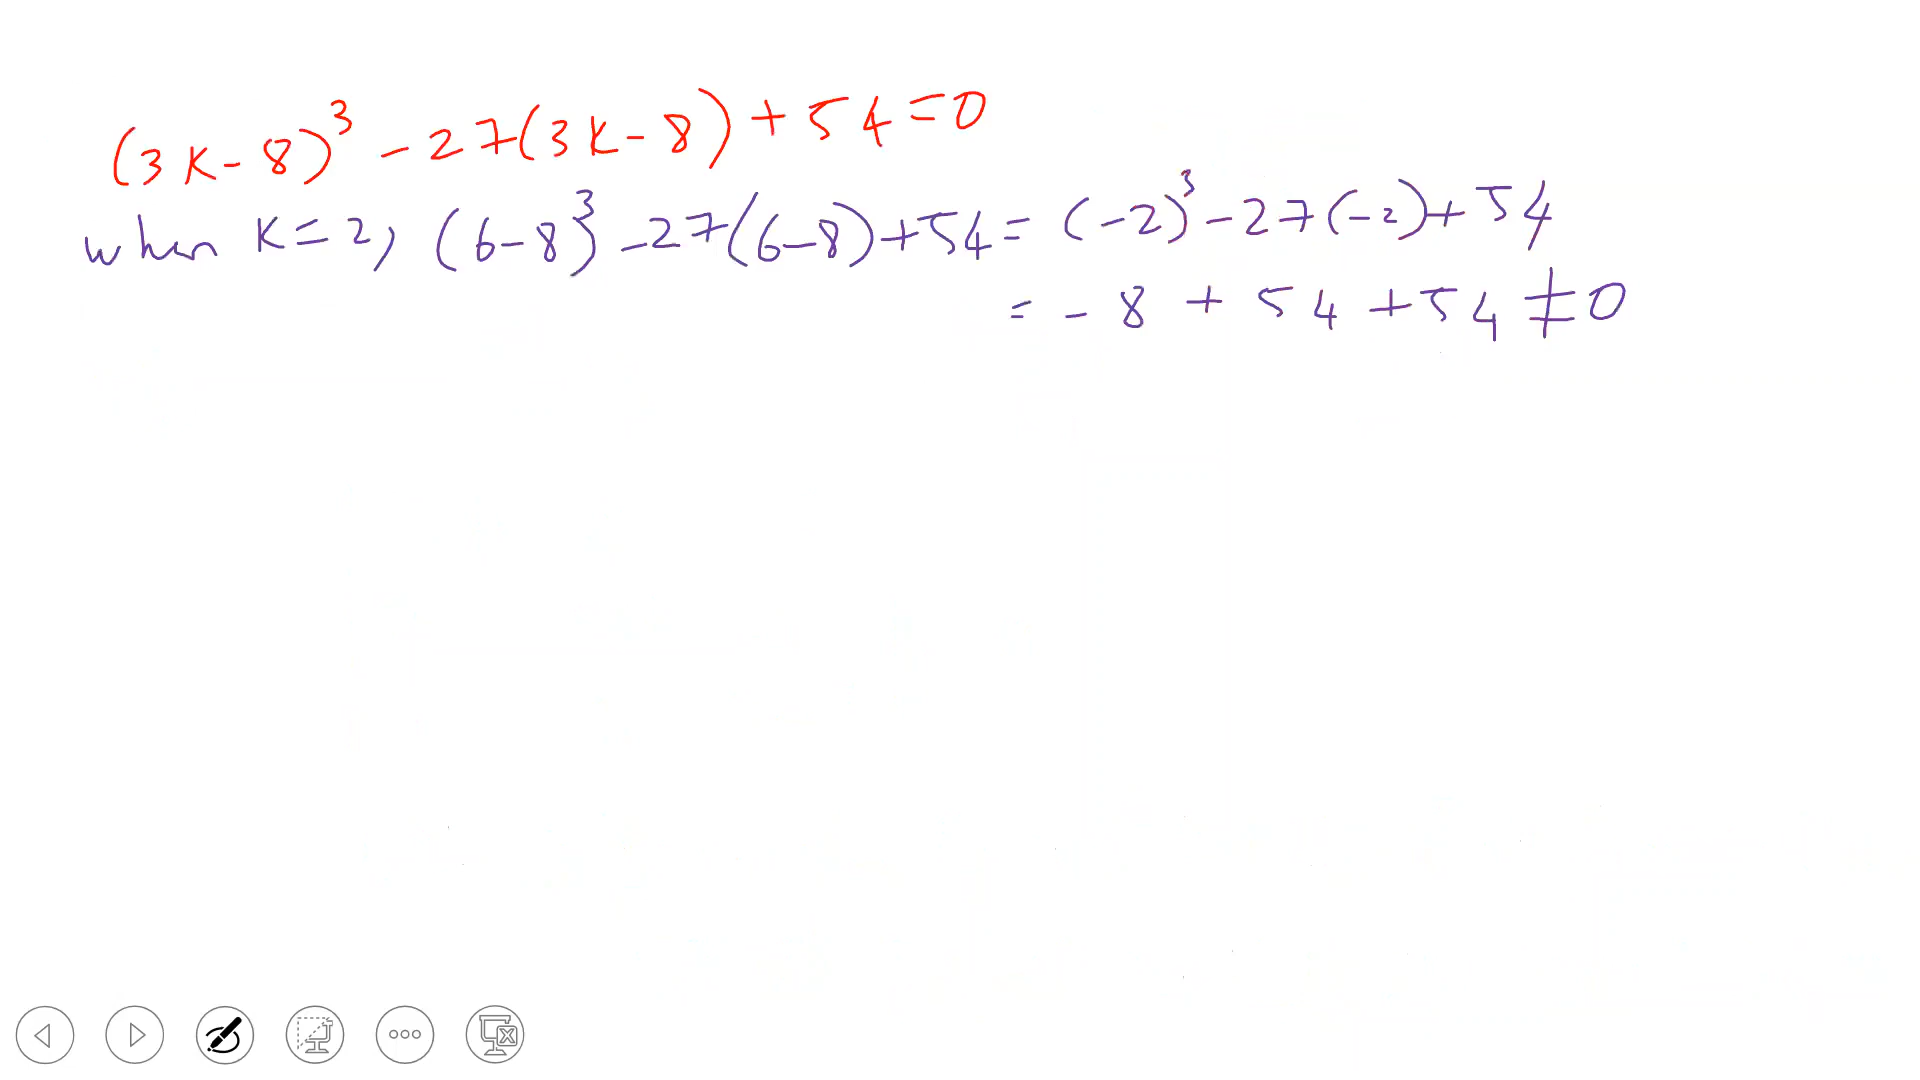 (3K-8)³ - 27(3K-8) + 54 = 0
when K=2, (6-8)³ - 27(6-8) + 54 = (-2)³ - 27(-2) + 54
= - 8 + 54 + 54 ≠ 0